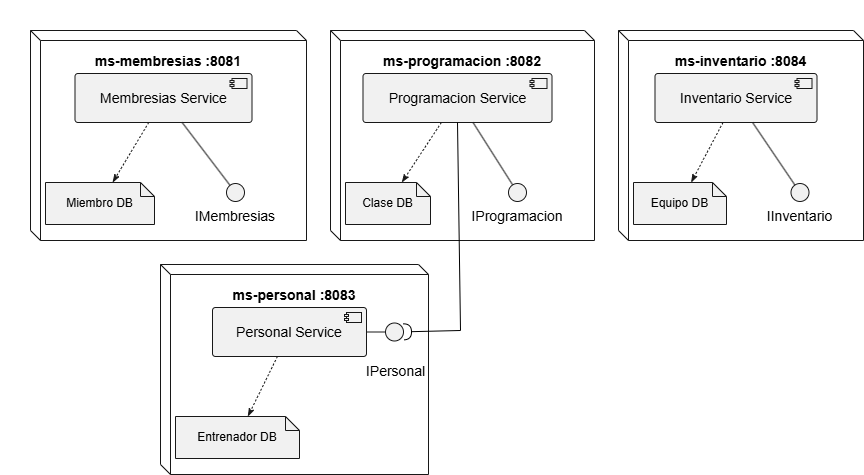 ms-membresias :8081
Membresias Service
Miembro DB
IMembresias
ms-programacion :8082
Programacion Service
Clase DB
IProgramacion
ms-inventario :8084
Inventario Service
Equipo DB
IInventario
ms-personal :8083
Personal Service
IPersonal
Entrenador DB